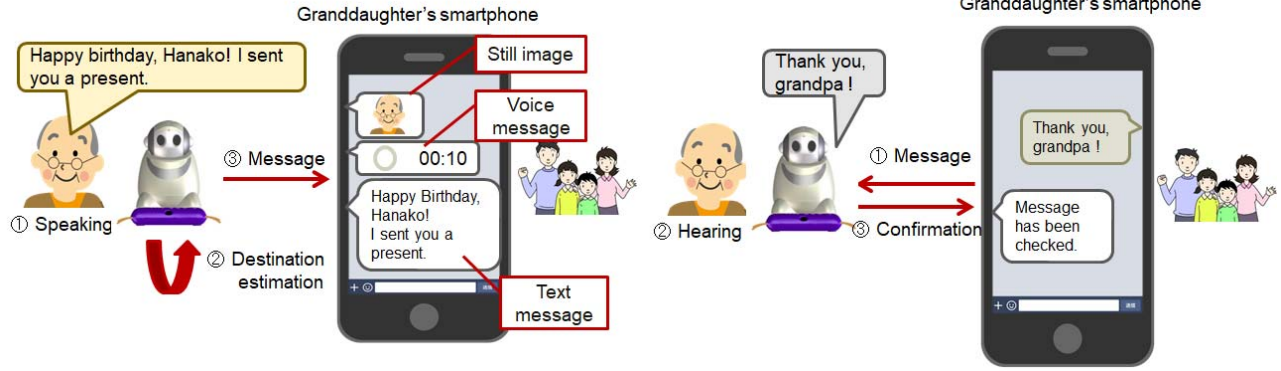 Granddaughter's smartphone
Happy birthday, Hanako! I sent
you a present.
① Speaking
② Destination
estimation
③ Message
Still image
Voice
message
00:10
Happy Birthday,
Hanako!
I sent you a
present.
Text
message
Granddaughter's smartphone
Thank you,
grandpa !
② Hearing
① Message
③ Confirmation
Thank you,
grandpa !
Message
has been
checked.